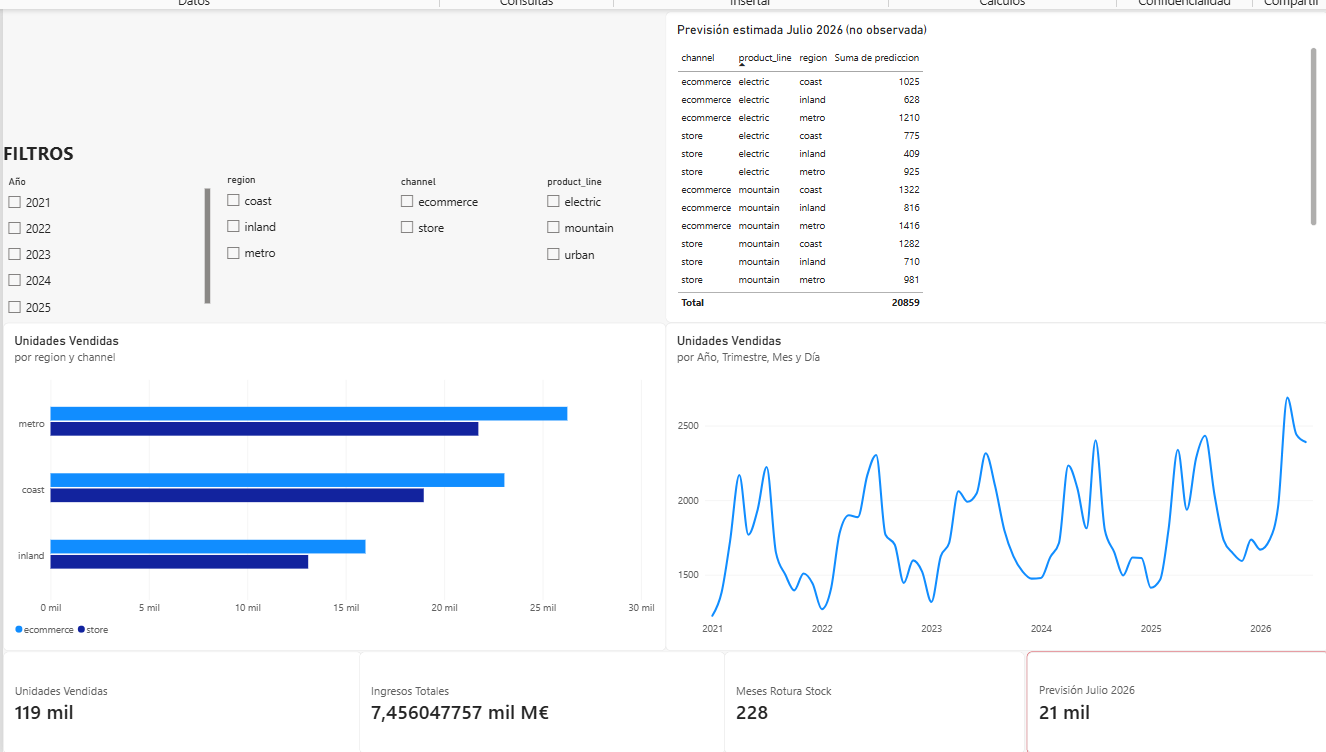 Datos Consultas Insertar Cálculos Confidencialidad Compartir
Previsión estimada Julio 2026 (no observada)
channel product_line region Suma de prediccion
ecommerce electric coast 1025
ecommerce electric inland 628
ecommerce electric metro 1210
store electric coast 775
store electric inland 409
store electric metro 925
ecommerce mountain coast 1322
ecommerce mountain inland 816
ecommerce mountain metro 1416
store mountain coast 1282
store mountain inland 710
store mountain metro 981
Total 20859
FILTROS
Año
2021
2022
2023
2024
2025
region
coast
inland
metro
channel
ecommerce
store
product_line
electric
mountain
urban
Unidades Vendidas
por region y channel
metro
coast
inland
0 mil 5 mil 10 mil 15 mil 20 mil 25 mil 30 mil
ecommerce store
Unidades Vendidas
por Año, Trimestre, Mes y Día
2500
2000
1500
2021 2022 2023 2024 2025 2026
Unidades Vendidas
119 mil
Ingresos Totales
7,456047757 mil M€
Meses Rotura Stock
228
Previsión Julio 2026
21 mil